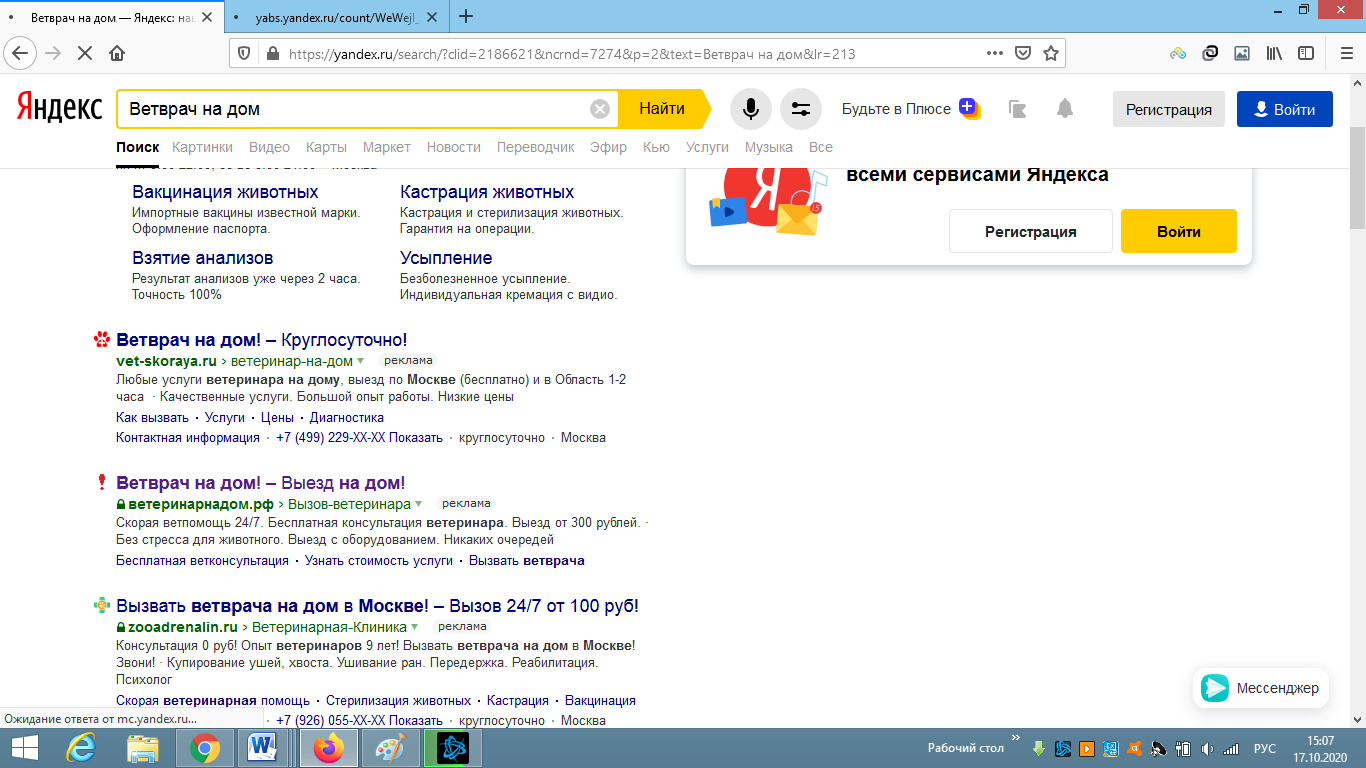 Ветврач на дом — Яндекс: на
yabs.yandex.ru/count/WeWejI_
https://yandex.ru/search/?clid=2186621&ncrnd=7274&p=2&text=Ветврач на дом&lr=213
Яндекс
Ветврач на дом
Найти
Будьте в Плюсе
Регистрация
Войти
Поиск Картинки Видео Карты Маркет Новости Переводчик Эфир Кью Услуги Музыка Все
Вакцинация животных
Импортные вакцины известной марки.
Оформление паспорта.
Кастрация животных
Кастрация и стерилизация животных.
Гарантия на операции.
Взятие анализов
Результат анализов уже через 2 часа.
Точность 100%
Усыпление
Безболезненное усыпление.
Индивидуальная кремация с видио.
Я
всеми сервисами Яндекса
Регистрация
Войти
Ветврач на дом! – Круглосуточно!
vet-skoraya.ru › ветеринар-на-дом реклама
Любые услуги ветеринара на дому, выезд по Москве (бесплатно) и в Область 1-2
часа · Качественные услуги. Большой опыт работы. Низкие цены
Как вызвать · Услуги · Цены · Диагностика
Контактная информация · +7 (499) 229-XX-XX Показать · круглосуточно · Москва
Ветврач на дом! – Выезд на дом!
ветеринарнадом.рф › Вызов-ветеринара реклама
Скорая ветпомощь 24/7. Бесплатная консультация ветеринара. Выезд от 300 рублей. ·
Без стресса для животного. Выезд с оборудованием. Никаких очередей
Бесплатная ветконсультация · Узнать стоимость услуги · Вызвать ветврача
Вызвать ветврача на дом в Москве! – Вызов 24/7 от 100 руб!
zooadrenalin.ru › Ветеринарная-Клиника реклама
Консультация 0 руб! Опыт ветеринаров 9 лет! Вызвать ветврача на дом в Москве!
Звони! · Купирование ушей, хвоста. Ушивание ран. Передержка. Реабилитация.
Психолог
Скорая ветеринарная помощь · Стерилизация животных · Кастрация · Вакцинация
· +7 (926) 055-XX-XX Показать · круглосуточно · Москва
Мессенджер
Ожидание ответа от mc.yandex.ru...
Рабочий стол
»
РУС
15:07
17.10.2020